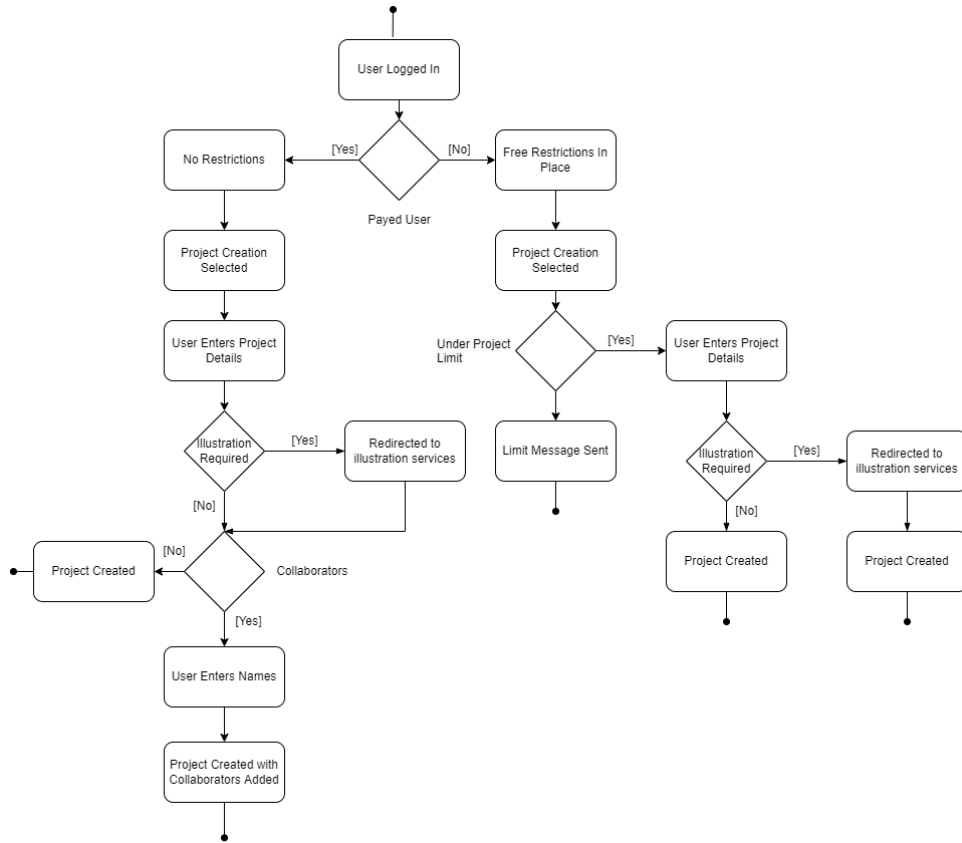 User Logged In
[Yes]
[No]
No Restrictions
Free Restrictions In
Place
Payed User
Project Creation
Selected
Project Creation
Selected
User Enters Project
Details
Under Project
Limit
[Yes]
User Enters Project
Details
Illustration
Required
[Yes]
Redirected to
illustration services
Limit Message Sent
Illustration
Required
[Yes]
Redirected to
illustration services
[No]
[No]
[No]
Project Created
Collaborators
Project Created
Project Created
[Yes]
User Enters Names
Project Created with
Collaborators Added